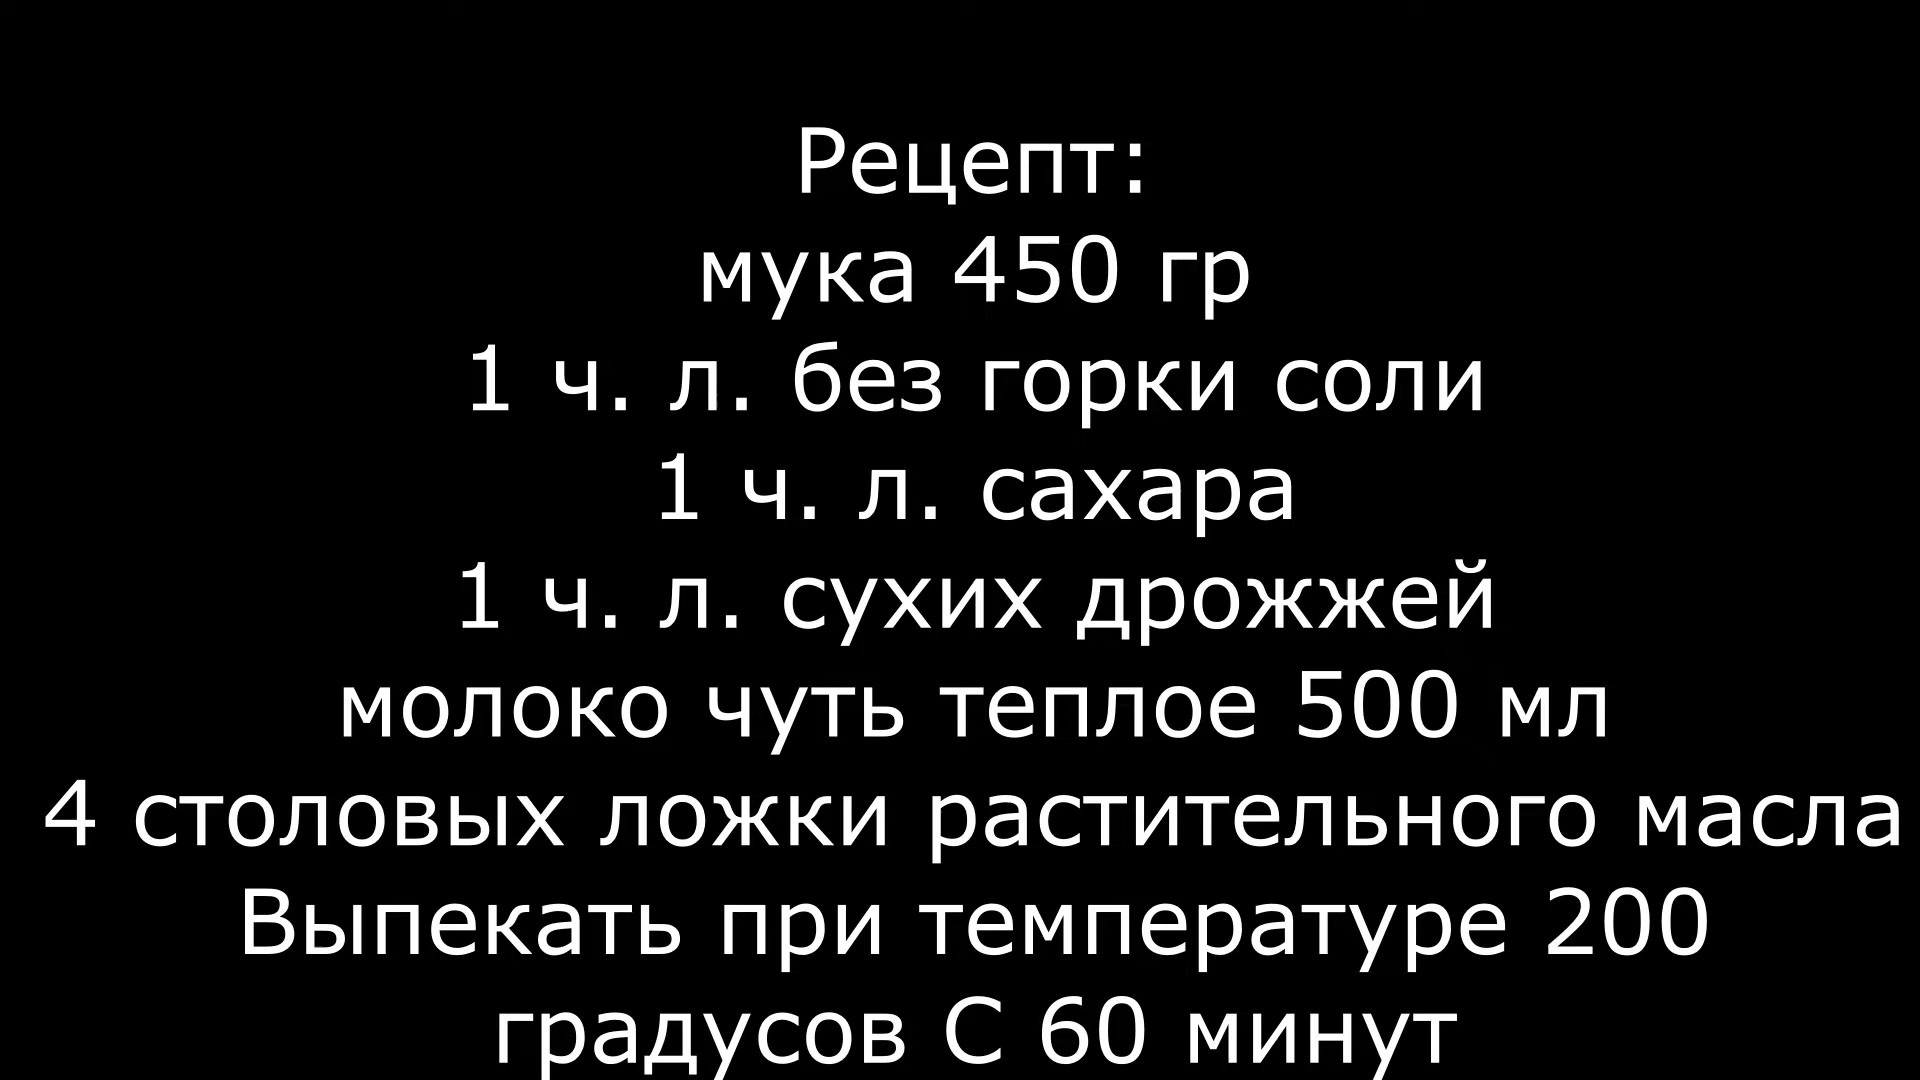 Рецепт:
мука 450 гр
1 ч. л. без горки соли
1 ч. л. сахара
1 ч. л. сухих дрожжей
молоко чуть теплое 500 мл
4 столовых ложки растительного масла
Выпекать при температуре 200
градусов С 60 минут